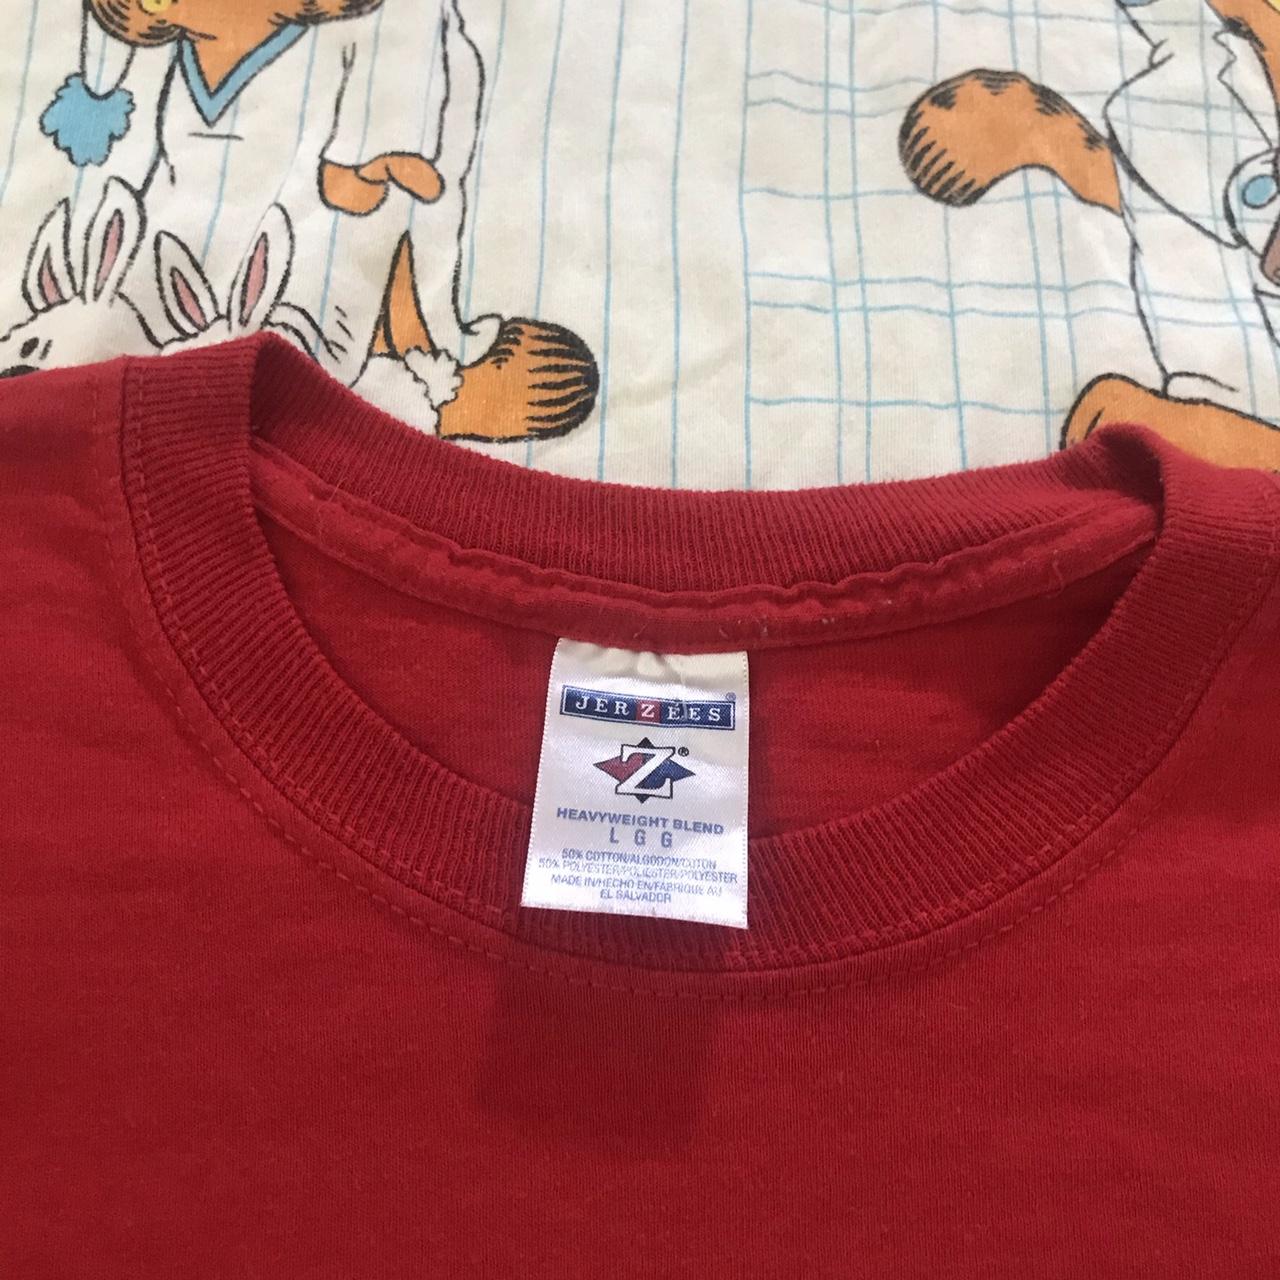 JERZEES®
Z®
HEAVYWEIGHT BLEND
L G G
50% COTTON/ALGODON/COTON
50% POLYESTER/POLIESTER/POLYESTER
MADE IN/HECHO EN/FABRIQUE AU
EL SALVADOR